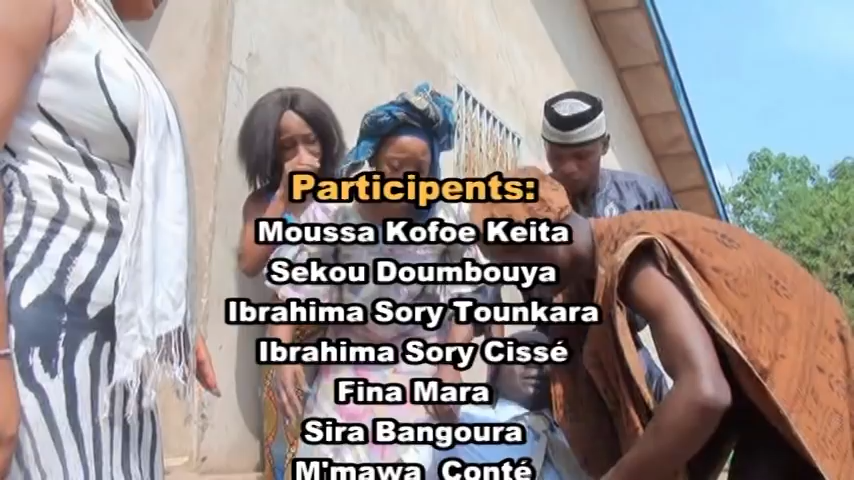 Participents:
Moussa Kofoe Keita
Sekou Doumbouya
Ibrahima Sory Tounkara
Ibrahima Sory Cissé
Fina Mara
Sira Bangoura
M'mawa Conté